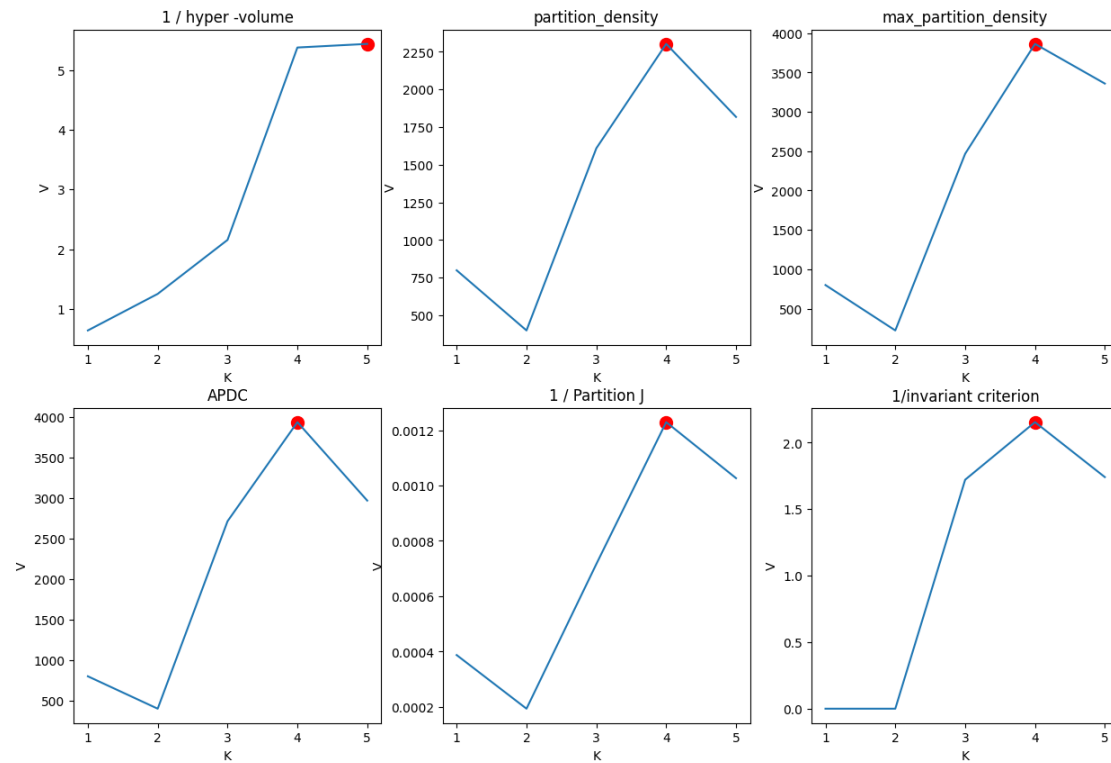 1 / hyper -volume
5
4
3
2
1
V
1 2 3 4 5
K
partition_density
2250
2000
1750
1500
1250
1000
750
500
V
1 2 3 4 5
K
max_partition_density
4000
3500
3000
2500
2000
1500
1000
500
1 2 3 4 5
K
APDC
4000
3500
3000
2500
2000
1500
1000
500
V
1 2 3 4 5
K
1 / Partition J
0.0012
0.0010
0.0008
0.0006
0.0004
0.0002
V
1 2 3 4 5
K
1/invariant criterion
2.0
1.5
1.0
0.5
0.0
V
1 2 3 4 5
K